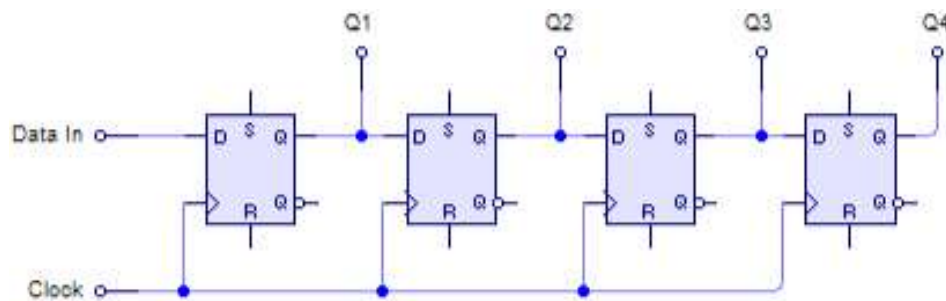 Q1 Q2 Q3 Q4
Data In D S Q D S Q D S Q D S Q
Q R Q R Q R Q R
Clock